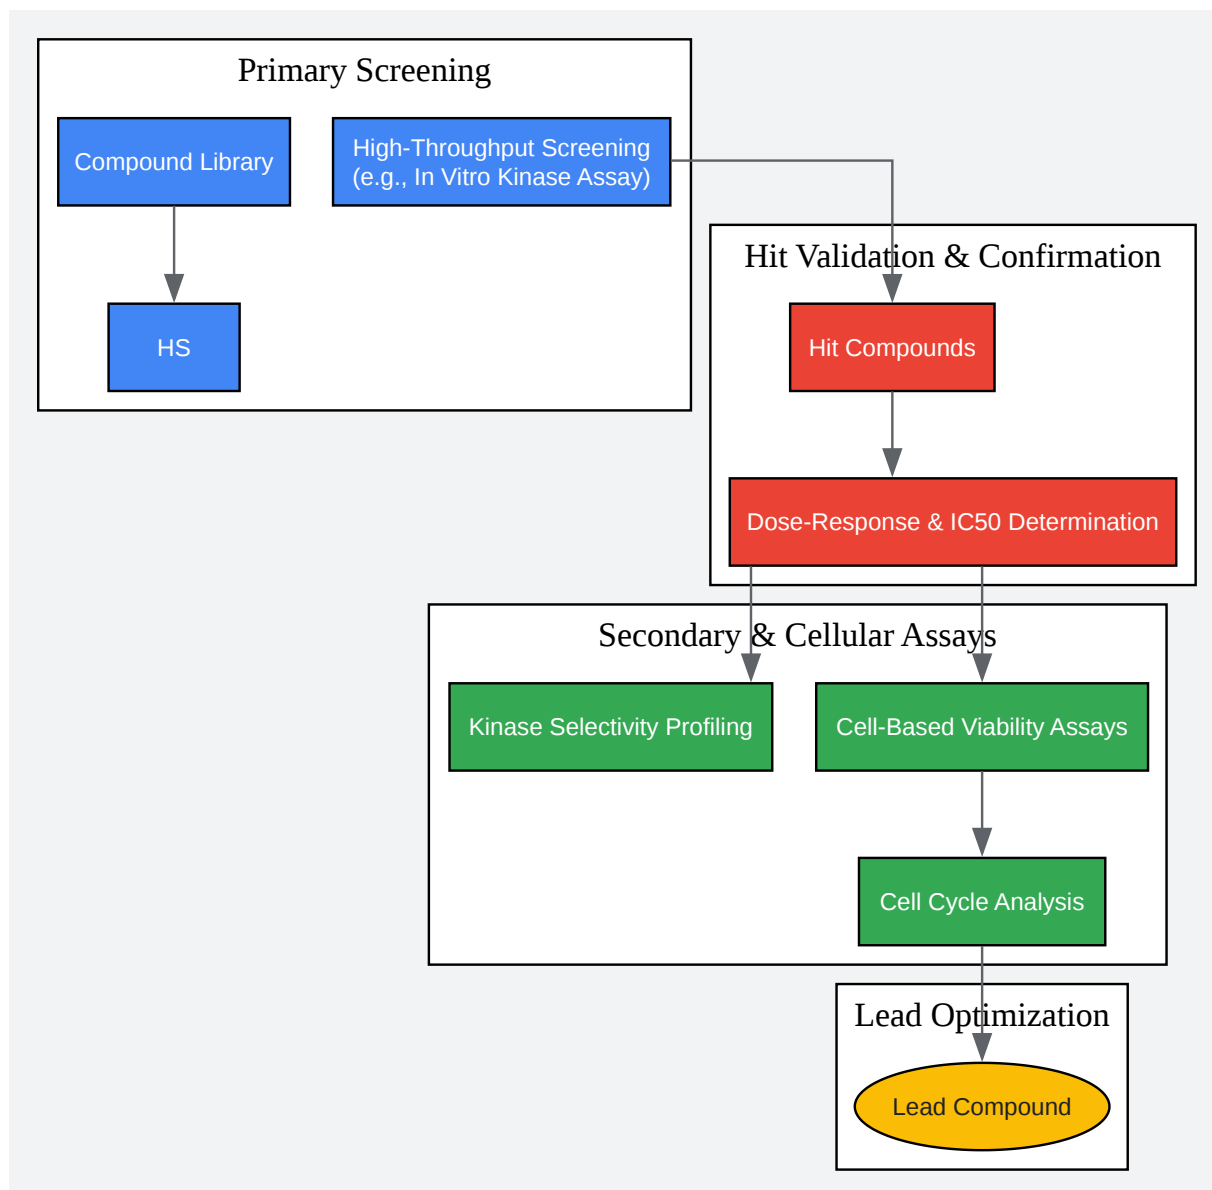 Primary Screening
Compound Library
High-Throughput Screening
(e.g., In Vitro Kinase Assay)
HS
Hit Validation & Confirmation
Hit Compounds
Dose-Response & IC50 Determination
Secondary & Cellular Assays
Kinase Selectivity Profiling
Cell-Based Viability Assays
Cell Cycle Analysis
Lead Optimization
Lead Compound